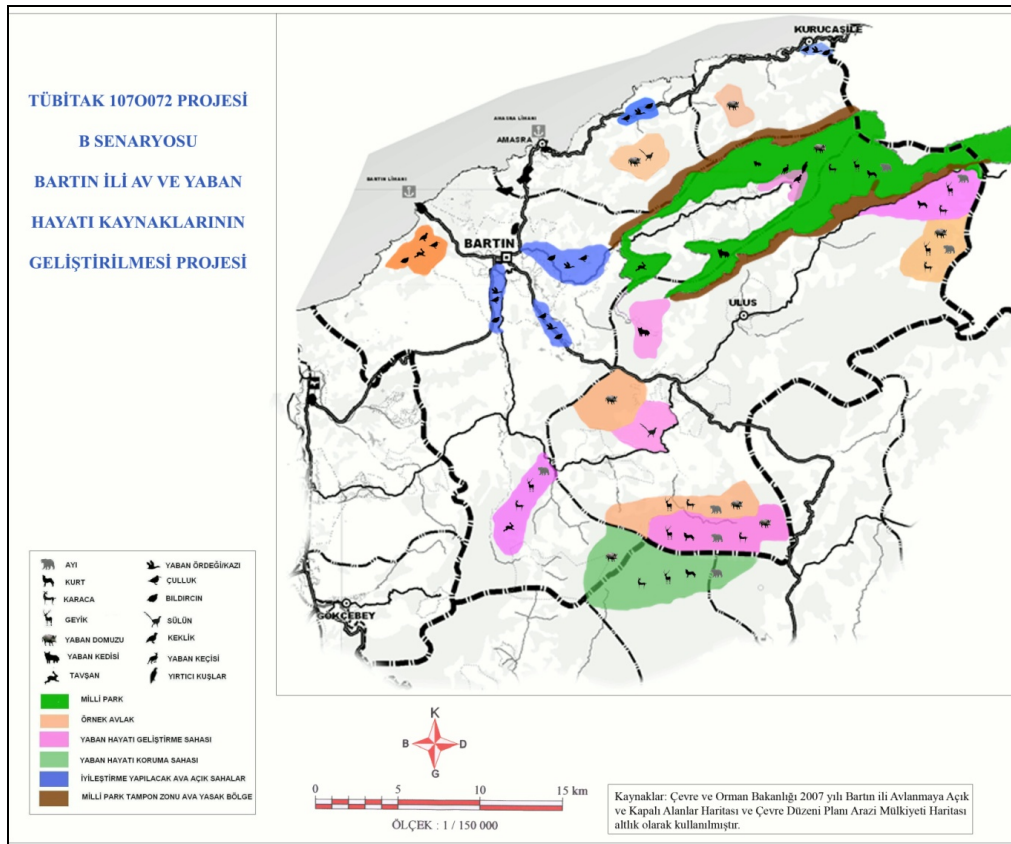 TÜBİTAK 107O072 PROJESİ
B SENARYOSU
BARTIN İLİ AV VE YABAN
HAYATI KAYNAKLARININ
GELİŞTİRİLMESİ PROJESİ
KURUCAŞİLE
AMASRA LİMANI
AMASRA
BARTIN LİMANI
BARTIN
ULUS
GÖKÇEBEY
AYI
KURT
KARACA
GEYİK
YABAN DOMUZU
YABAN KEDİSİ
TAVŞAN
YABAN ÖRDEĞİ/KAZI
ÇULLUK
BILDIRCIN
SÜLÜN
KEKLİK
YABAN KEÇİSİ
YIRTICI KUŞLAR
MİLLİ PARK
ÖRNEK AVLAK
YABAN HAYATI GELİŞTİRME SAHASI
YABAN HAYATI KORUMA SAHASI
İYİLEŞTİRME YAPILACAK AVA AÇIK SAHALAR
MİLLİ PARK TAMPON ZONU AVA YASAK BÖLGE
K
B D
G
0 5 10 15 km
ÖLÇEK : 1 / 150 000
Kaynaklar: Çevre ve Orman Bakanlığı 2007 yılı Bartın ili Avlanmaya Açık
ve Kapalı Alanlar Haritası ve Çevre Düzeni Planı Arazi Mülkiyeti Haritası
altlık olarak kullanılmıştır.